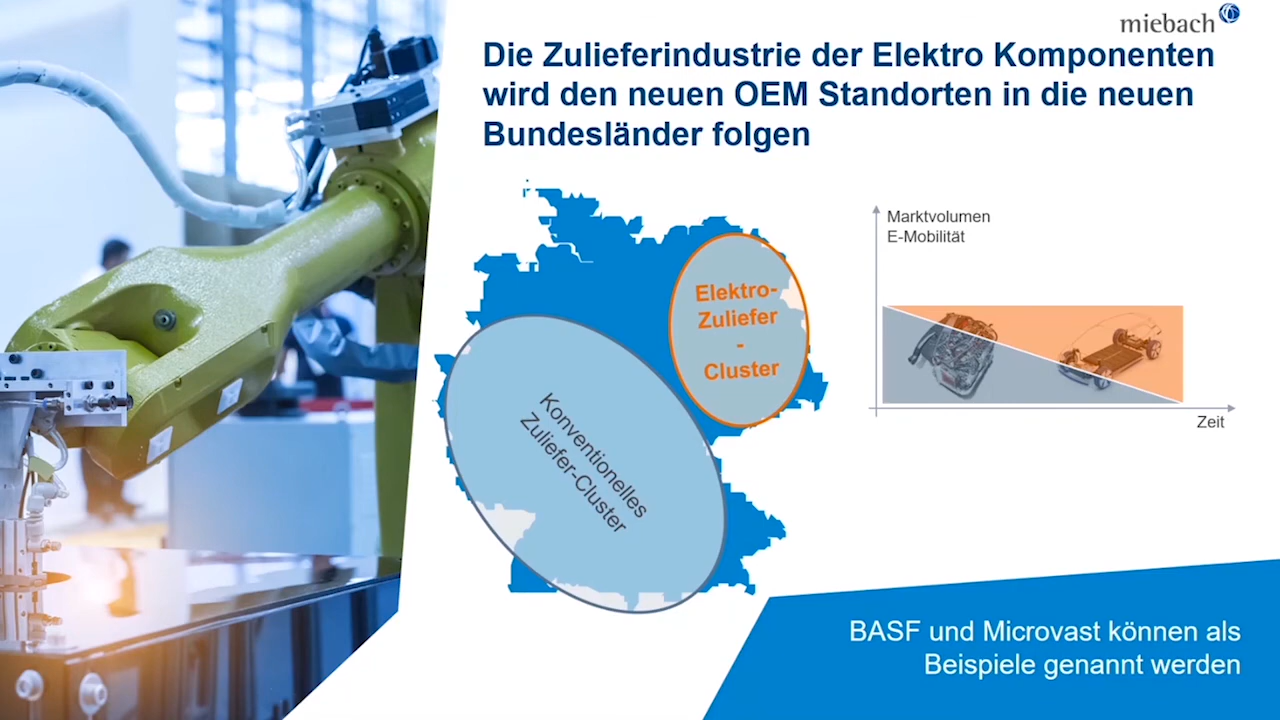 miebach
Die Zulieferindustrie der Elektro Komponenten
wird den neuen OEM Standorten in die neuen
Bundesländer folgen
Elektro-
Zuliefer
-
Cluster
Konventionelles
Zuliefer-Cluster
Marktvolumen
E-Mobilität
Zeit
BASF und Microvast können als
Beispiele genannt werden